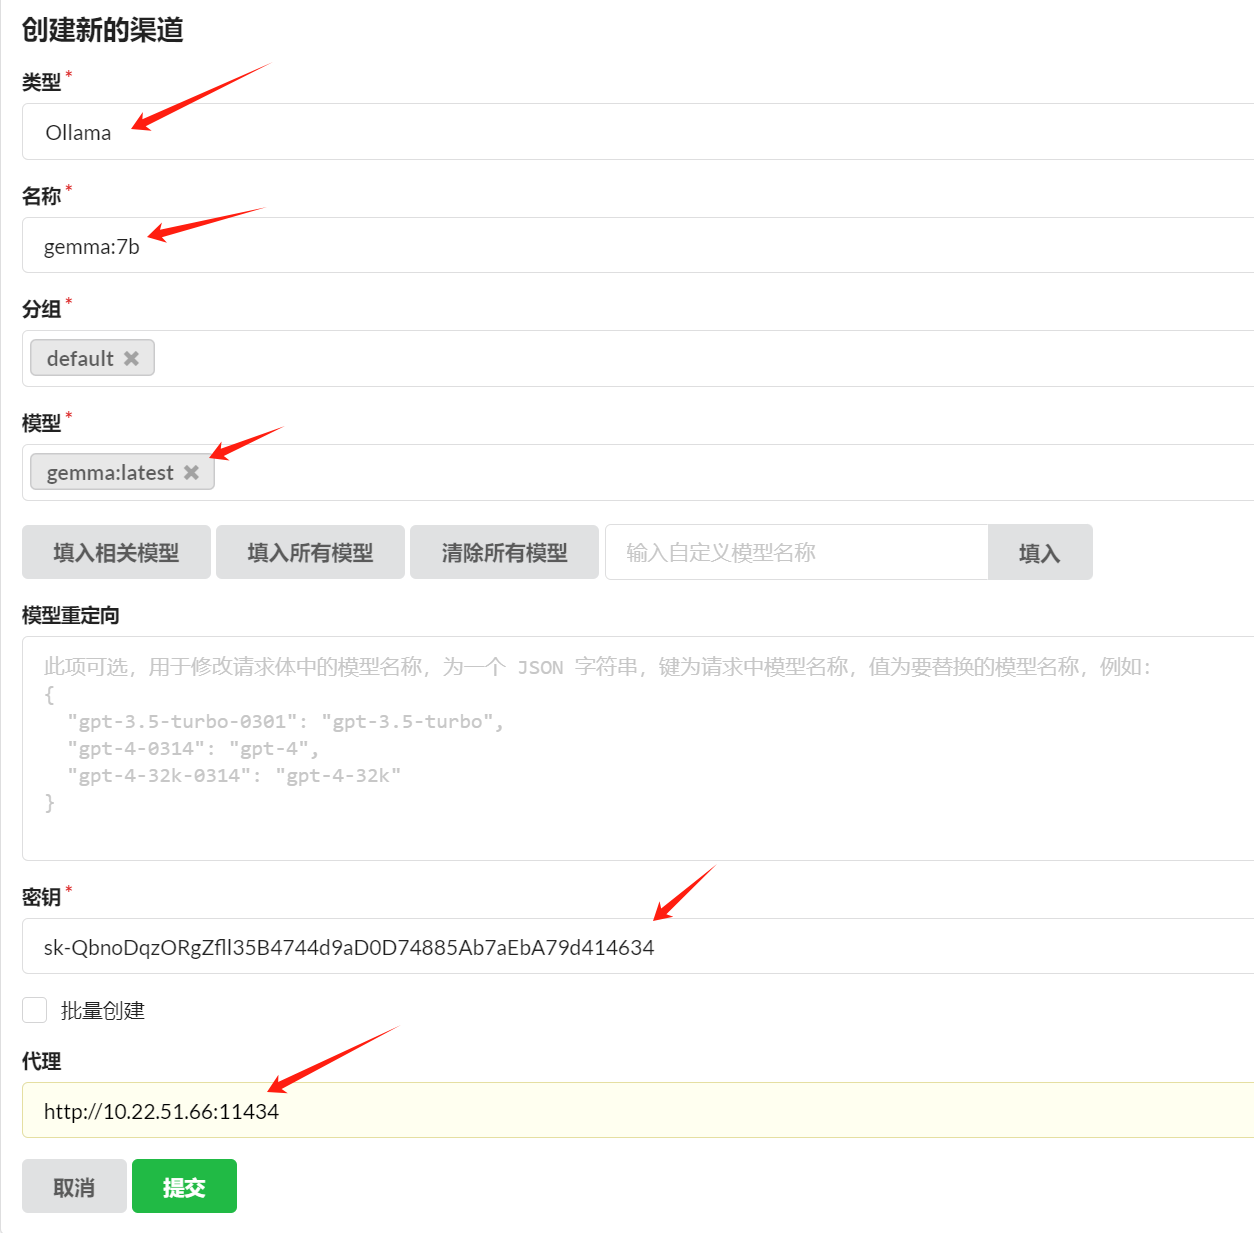 创建新的渠道
类型*
Ollama
名称*
gemma:7b
分组*
default ✖
模型*
gemma:latest ✖
填入相关模型 填入所有模型 清除所有模型 输入自定义模型名称 填入
模型重定向
此项可选，用于修改请求体中的模型名称，为一个 JSON 字符串，键为请求中模型名称，值为要替换的模型名称，例如：
{
"gpt-3.5-turbo-0301": "gpt-3.5-turbo",
"gpt-4-0314": "gpt-4",
"gpt-4-32k-0314": "gpt-4-32k"
}
密钥*
sk-QbnoDqzORgZfll35B4744d9aD0D74885Ab7aEbA79d414634
批量创建
代理
http://10.22.51.66:11434
取消 提交